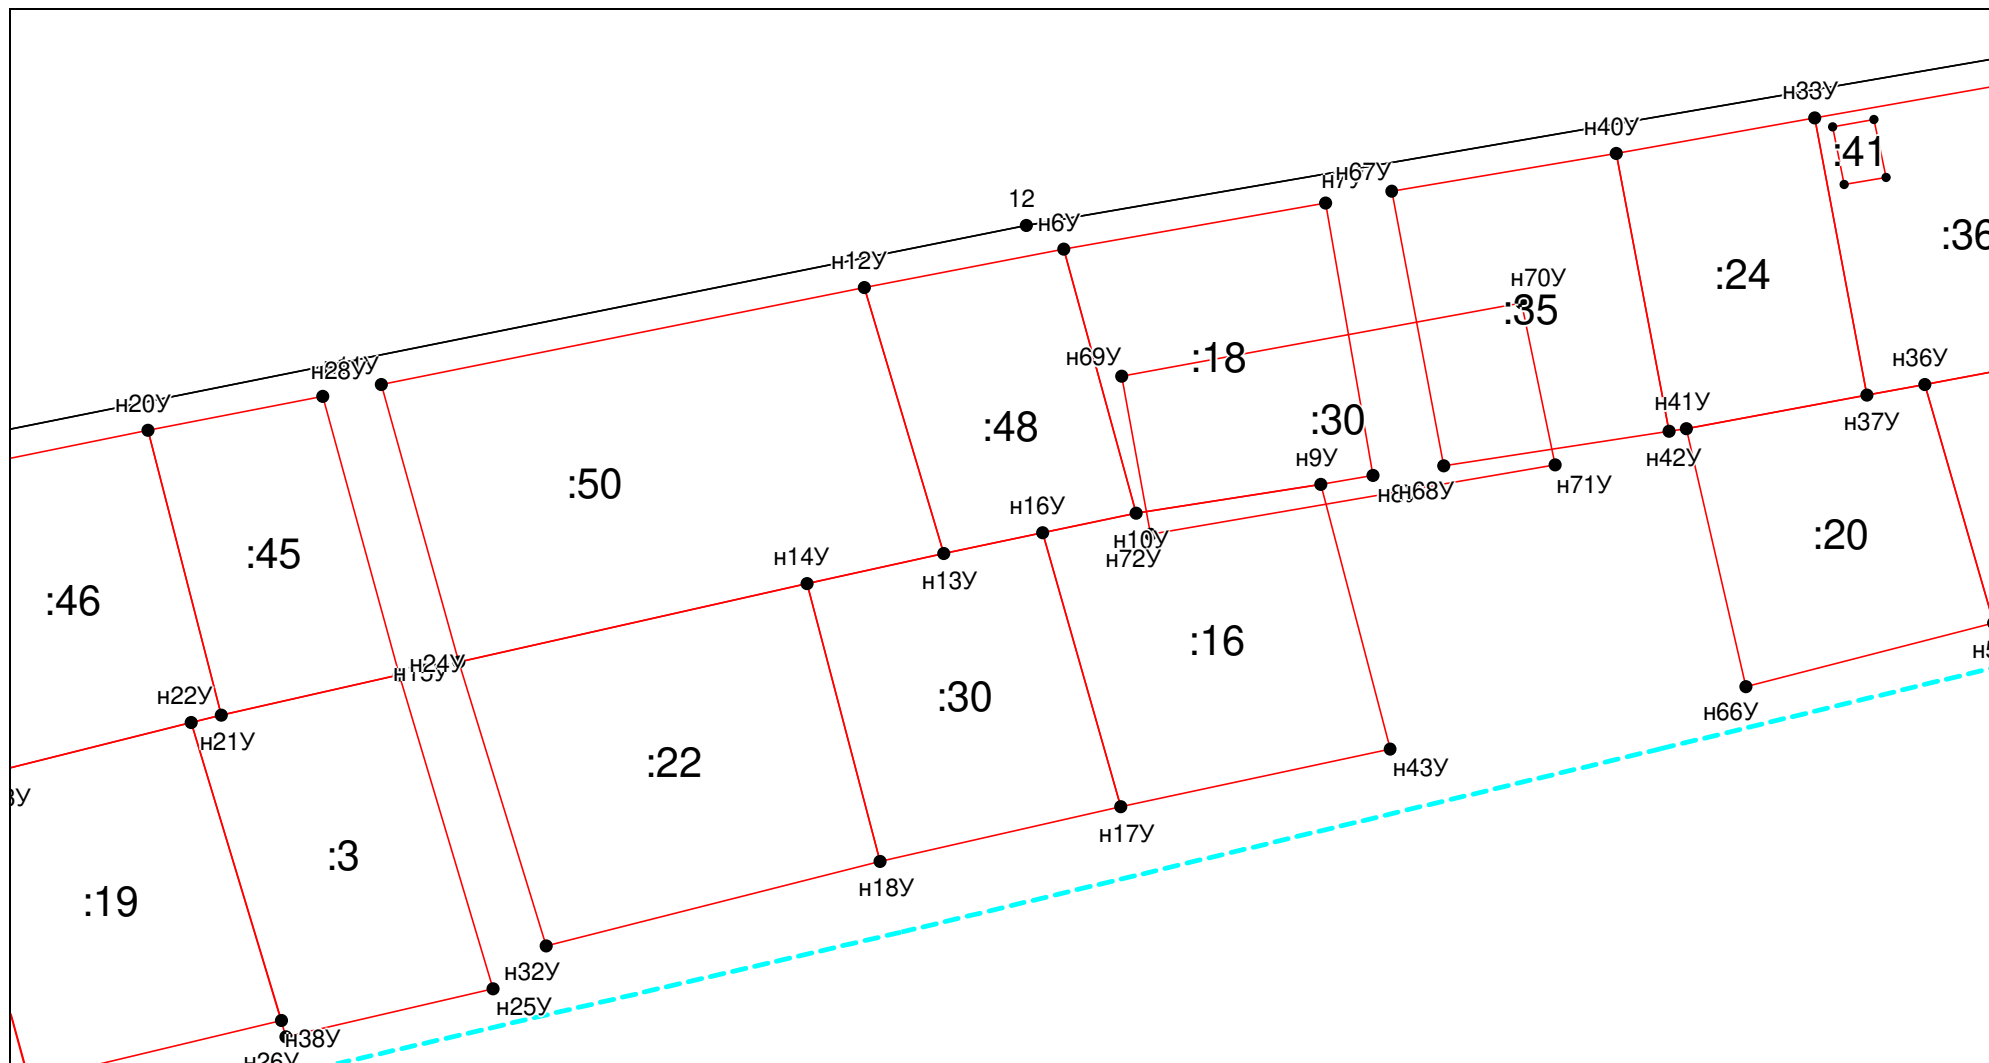 н33У
н40У
:41
н67У
12
н6У
:36
н12У
:24
н70У
:35
н69У
:18
н28У
н36У
н20У
н41У
:30
:48
н37У
н9У
н42У
:50
н68У
н71У
н16У
:20
н10У
:45
н14У
н13У
н72У
:46
:16
н24У
н22У
:30
н66У
н21У
:22
н43У
н17У
:3
н18У
:19
н32У
н25У
н38У
н26У